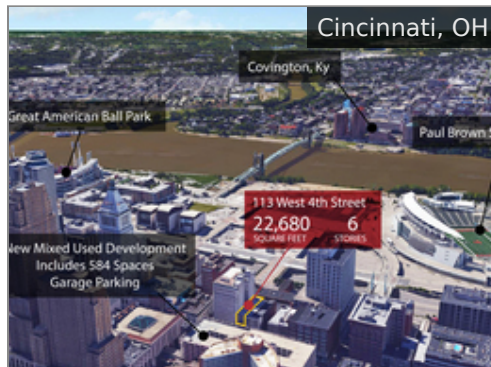 Cincinnati, OH
Covington, Ky
Great American Ball Park
Paul Brown S
113 West 4th Street
22,680 6
SQUARE FEET STORIES
New Mixed Used Development
Includes 584 Spaces
Garage Parking